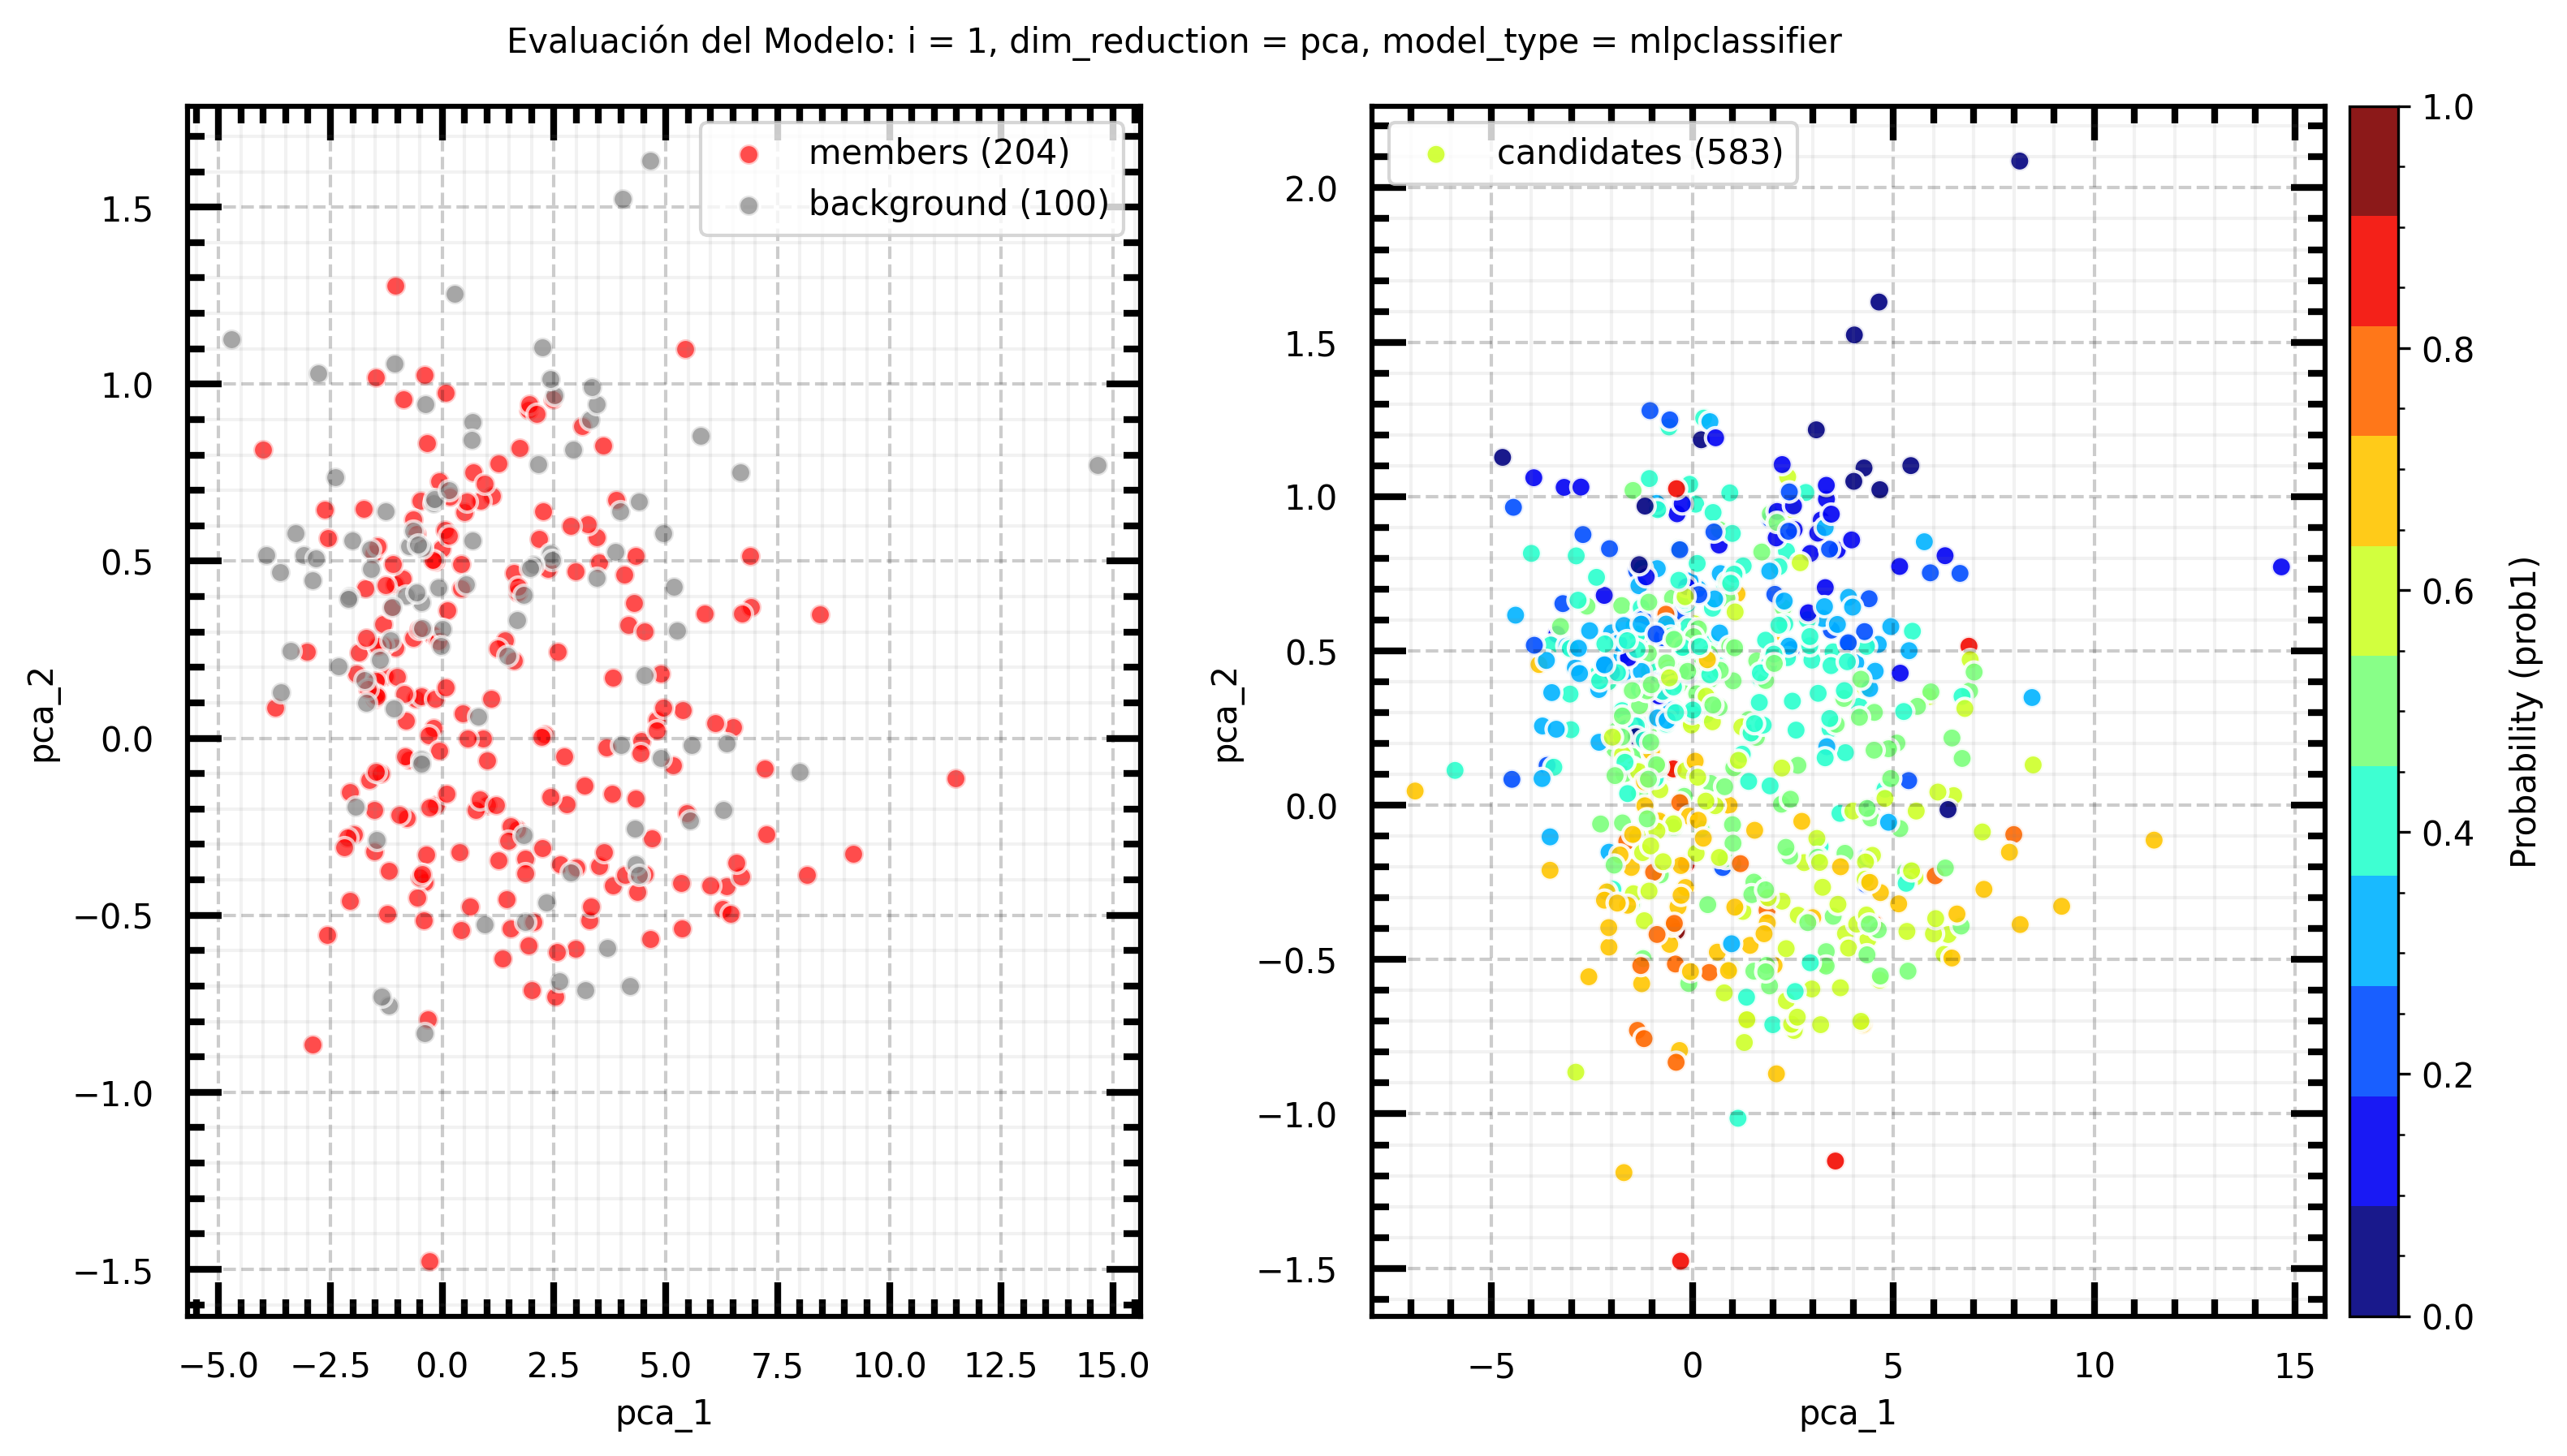 Evaluación del Modelo: i = 1, dim_reduction = pca, model_type = mlpclassifier
members (204)
background (100)
1.5
1.0
0.5
0.0
−0.5
−1.0
−1.5
pca_2
−5.0 −2.5 0.0 2.5 5.0 7.5 10.0 12.5 15.0
pca_1
candidates (583)
2.0
1.5
1.0
0.5
0.0
−0.5
−1.0
−1.5
pca_2
−5 0 5 10 15
pca_1
1.0
0.8
0.6
0.4
0.2
0.0
Probability (prob1)